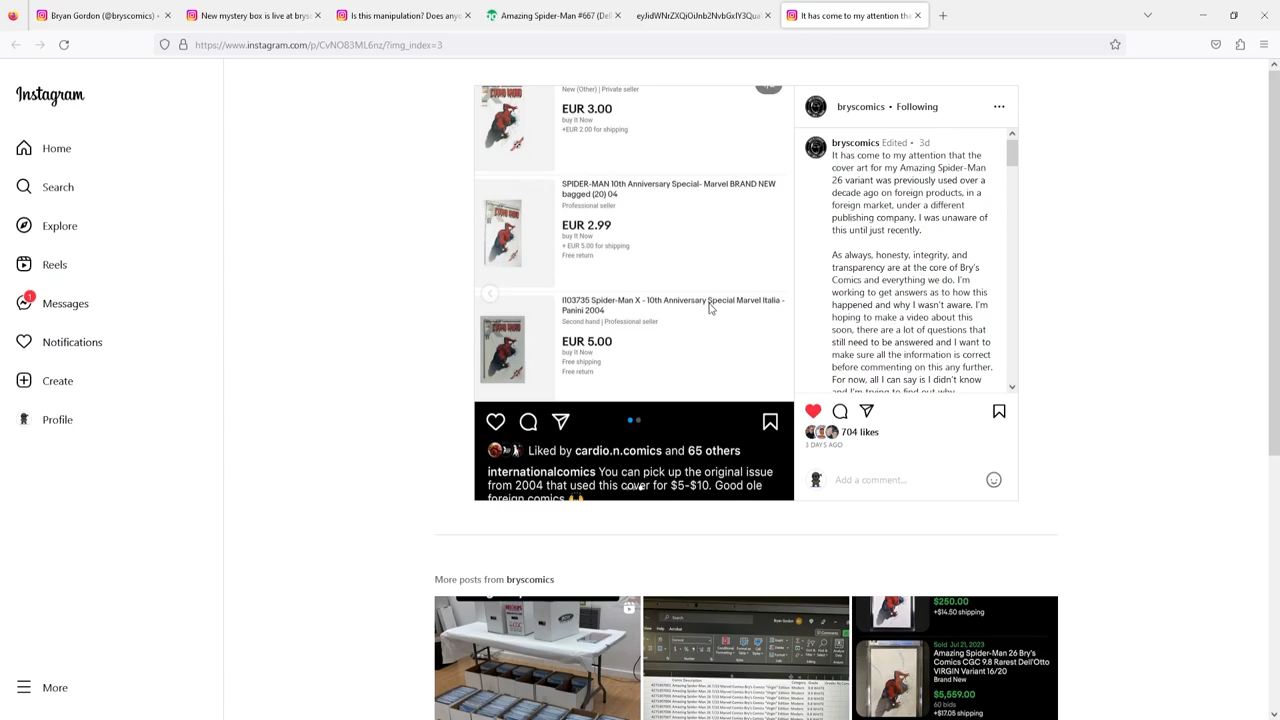 Bryan Gordon (@bryscomics) •
New mystery box is live at brys
Is this manipulation? Does any
Amazing Spider-Man #667 (Dell
eyJidWNrZXQiOiJnb2NvbGxlY3Qua
It has come to my attention tha
https://www.instagram.com/p/CvNO83ML6nz/?img_index=3
Instagram
Home
Search
Explore
Reels
1
Messages
Notifications
Create
Profile
More
New (Other) | Private seller
EUR 3.00
buy It Now
+EUR 2.00 for shipping
SPIDER-MAN 10th Anniversary Special- Marvel BRAND NEW
bagged (20) 04
Professional seller
EUR 2.99
buy It Now
+ EUR 5.00 for shipping
Free return
I103735 Spider-Man X - 10th Anniversary Special Marvel Italia -
Panini 2004
Second hand | Professional seller
EUR 5.00
buy It Now
Free shipping
Free return
Liked by cardio.n.comics and 65 others
internationalcomics You can pick up the original issue
from 2004 that used this cover for $5-$10. Good ole
foreign comics 🙌
bryscomics • Following
bryscomics Edited • 3d
It has come to my attention that the
cover art for my Amazing Spider-Man
26 variant was previously used over a
decade ago on foreign products, in a
foreign market, under a different
publishing company. I was unaware of
this until just recently.
As always, honesty, integrity, and
transparency are at the core of Bry's
Comics and everything we do. I'm
working to get answers as to how this
happened and why I wasn't aware. I'm
hoping to make a video about this
soon, there are a lot of questions that
still need to be answered and I want to
make sure all the information is correct
before commenting on this any further.
For now, all I can say is I didn't know
and I'm trying to find out why
704 likes
3 DAYS AGO
Add a comment...
More posts from bryscomics
$250.00
+$14.50 shipping
Sold Jul 21, 2023
Amazing Spider-Man 26 Bry's
Comics CGC 9.8 Rarest Dell'Otto
VIRGIN Variant 16/20
Brand New
$5,559.00
60 bids
+$17.05 shipping